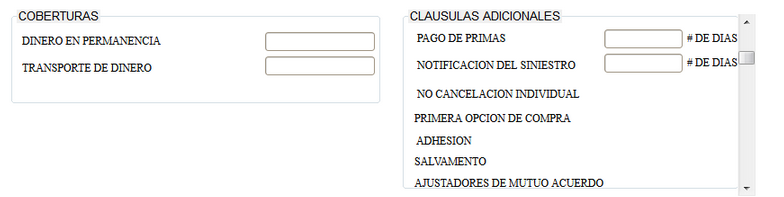 COBERTURAS
DINERO EN PERMANENCIA
TRANSPORTE DE DINERO
CLAUSULAS ADICIONALES
PAGO DE PRIMAS # DE DIAS
NOTIFICACION DEL SINIESTRO # DE DIAS
NO CANCELACION INDIVIDUAL
PRIMERA OPCION DE COMPRA
ADHESION
SALVAMENTO
AJUSTADORES DE MUTUO ACUERDO